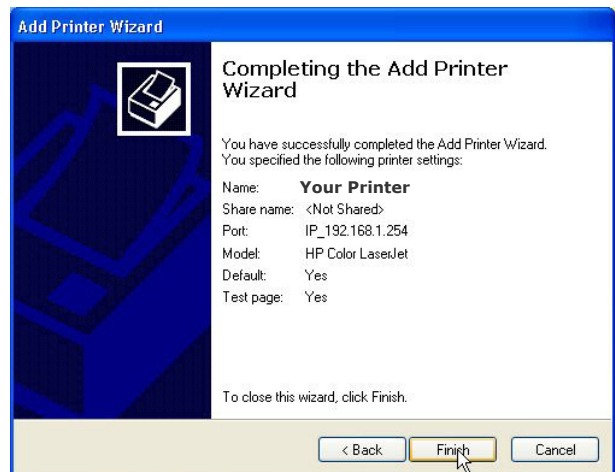 Add Printer Wizard
Completing the Add Printer
Wizard
You have successfully completed the Add Printer Wizard.
You specified the following printer settings:
Name: Your Printer
Share name: <Not Shared>
Port: IP_192.168.1.254
Model: HP Color LaserJet
Default: Yes
Test page: Yes
To close this wizard, click Finish.
< Back Finish Cancel